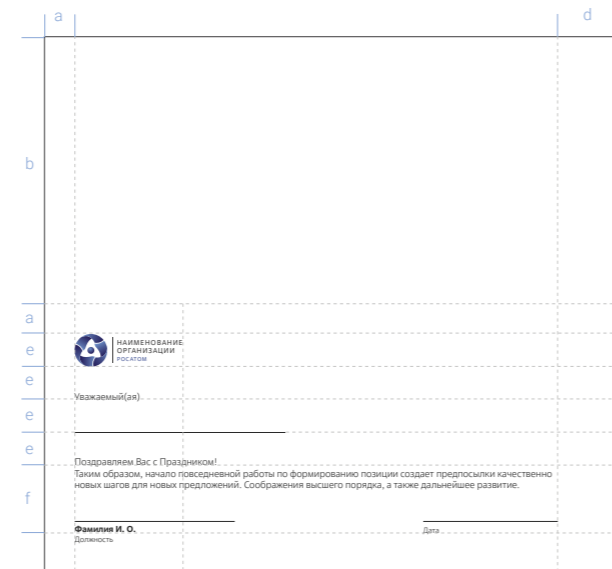 a
d
b
a
e
НАИМЕНОВАНИЕ
ОРГАНИЗАЦИИ
РОСАТОМ
e
Уважаемый(ая)
e
e
Поздравляем Вас с Праздником!
Таким образом, начало повседневной работы по формированию позиции создает предпосылки качественно
новых шагов для новых предложений. Соображения высшего порядка, а также дальнейшее развитие.
f
Фамилия И. О.
Дата
Должность